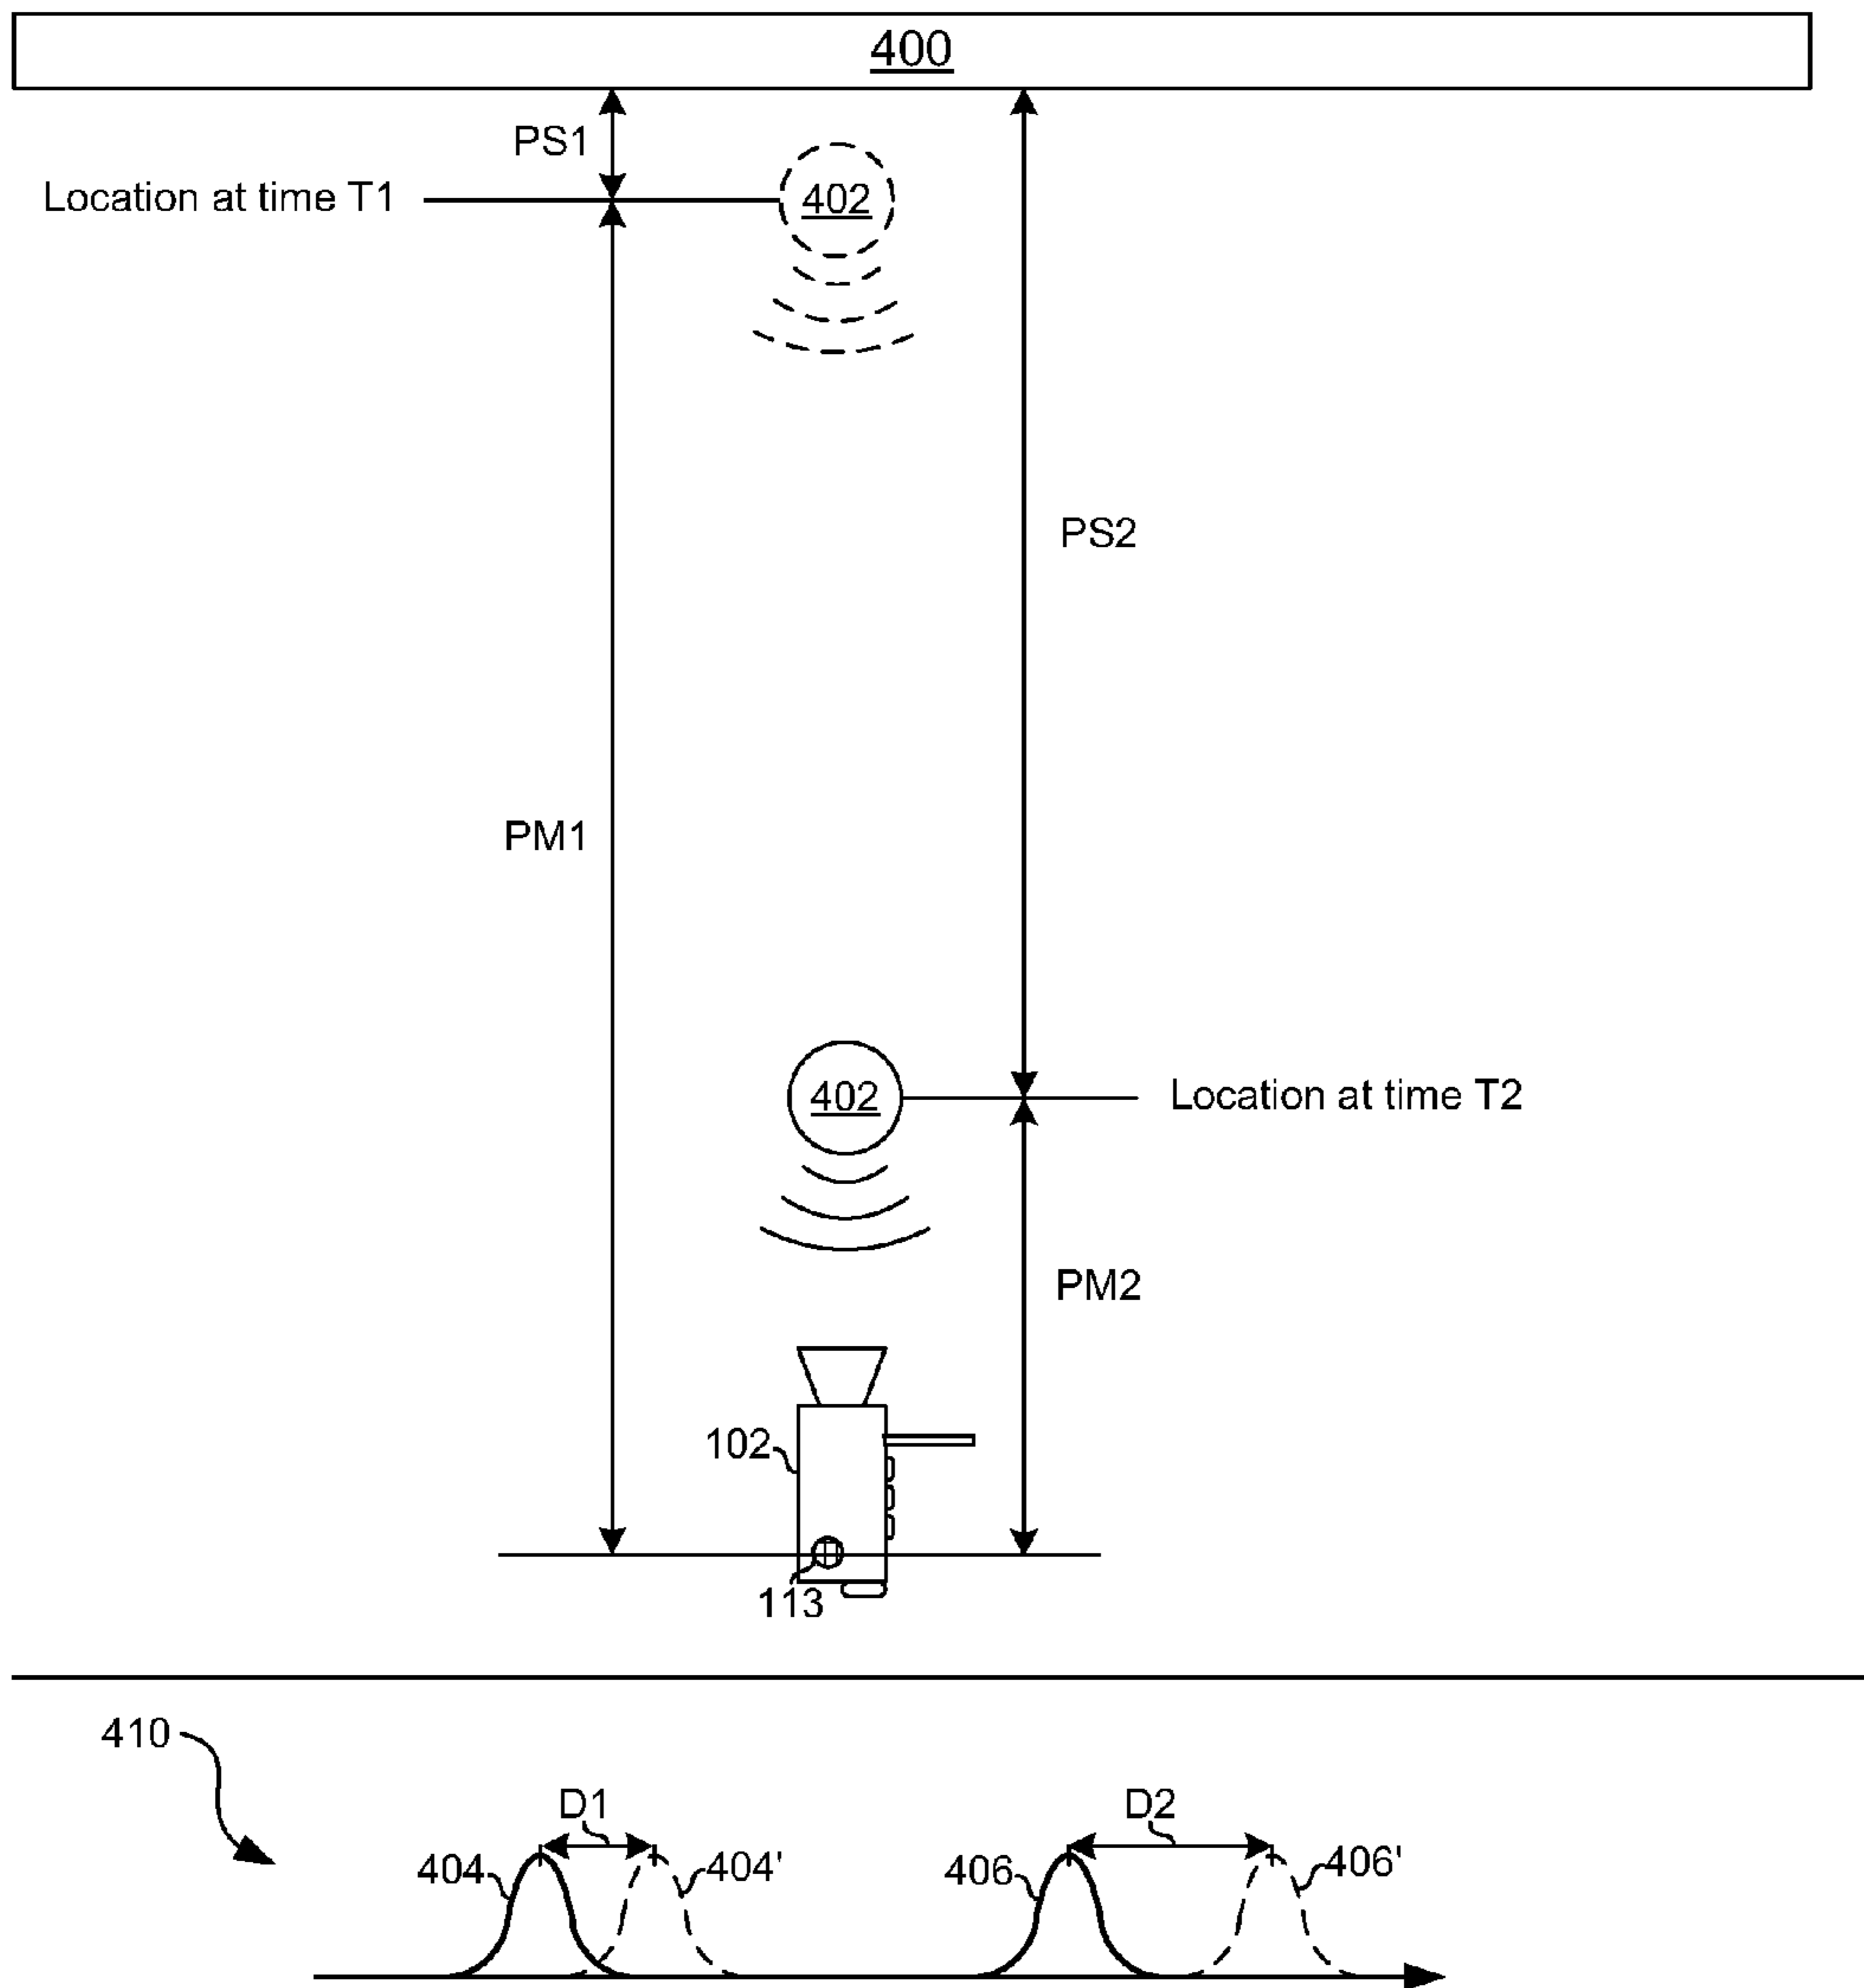 400
PS1
Location at time T1
402
PS2
PM1
402
Location at time T2
PM2
102
113
410
D1
D2
404
404'
406
406'